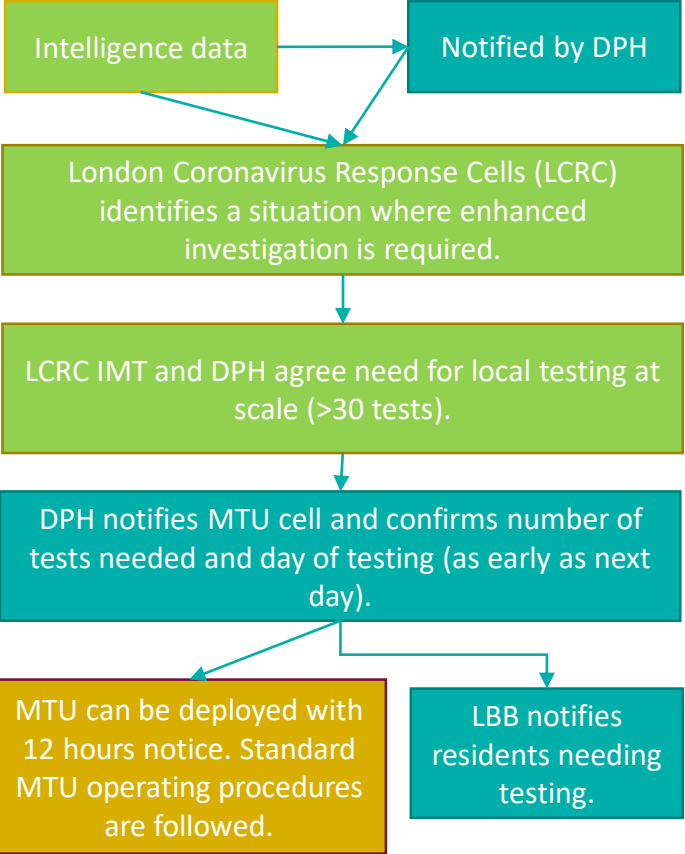 Intelligence data
Notified by DPH
London Coronavirus Response Cells (LCRC)
identifies a situation where enhanced
investigation is required.
LCRC IMT and DPH agree need for local testing at
scale (>30 tests).
DPH notifies MTU cell and confirms number of
tests needed and day of testing (as early as next
day).
MTU can be deployed with
12 hours notice. Standard
MTU operating procedures
are followed.
LBB notifies
residents needing
testing.